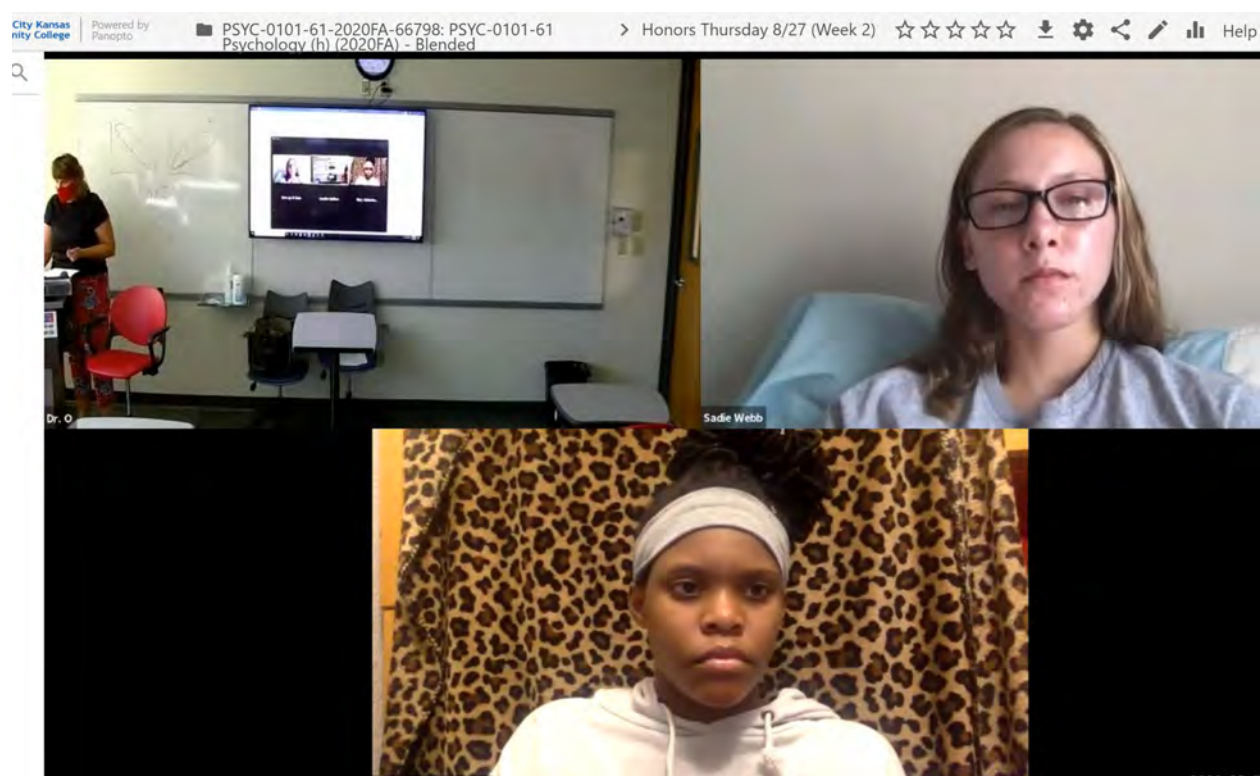 City Kansas
nity College
Powered by
Panopto
PSYC-0101-61-2020FA-66798: PSYC-0101-61
Psychology (h) (2020FA) - Blended
Honors Thursday 8/27 (Week 2)
Help
Dr. O
Sadie Webb